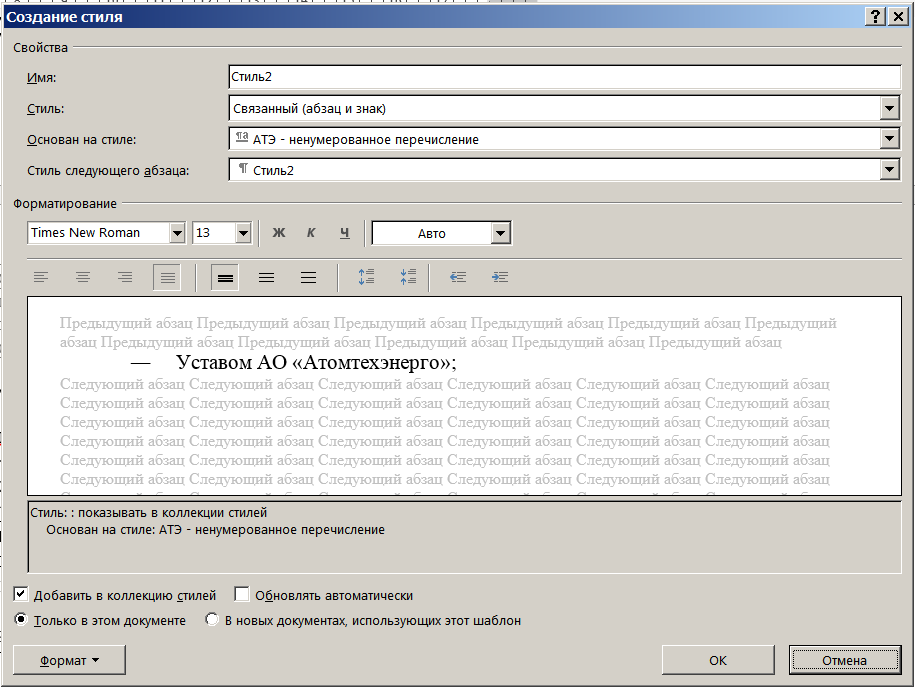 Создание стиля
Свойства
Имя: Стиль2
Стиль: Связанный (абзац и знак)
Основан на стиле: АТЭ - ненумерованное перечисление
Стиль следующего абзаца: Стиль2
Форматирование
Times New Roman 13 Ж К Ч Авто
Предыдущий абзац Предыдущий абзац Предыдущий абзац Предыдущий абзац Предыдущий абзац Предыдущий
абзац Предыдущий абзац Предыдущий абзац Предыдущий абзац Предыдущий абзац Предыдущий абзац
— Уставом АО «Атомтехэнерго»;
Следующий абзац Следующий абзац Следующий абзац Следующий абзац Следующий абзац Следующий абзац
Следующий абзац Следующий абзац Следующий абзац Следующий абзац Следующий абзац Следующий абзац
Следующий абзац Следующий абзац Следующий абзац Следующий абзац Следующий абзац Следующий абзац
Следующий абзац Следующий абзац Следующий абзац Следующий абзац Следующий абзац Следующий абзац
Следующий абзац Следующий абзац Следующий абзац Следующий абзац Следующий абзац Следующий абзац
Следующий абзац Следующий абзац Следующий абзац Следующий абзац Следующий абзац Следующий абзац
Стиль: : показывать в коллекции стилей
Основан на стиле: АТЭ - ненумерованное перечисление
Добавить в коллекцию стилей Обновлять автоматически
Только в этом документе В новых документах, использующих этот шаблон
Формат ОК Отмена